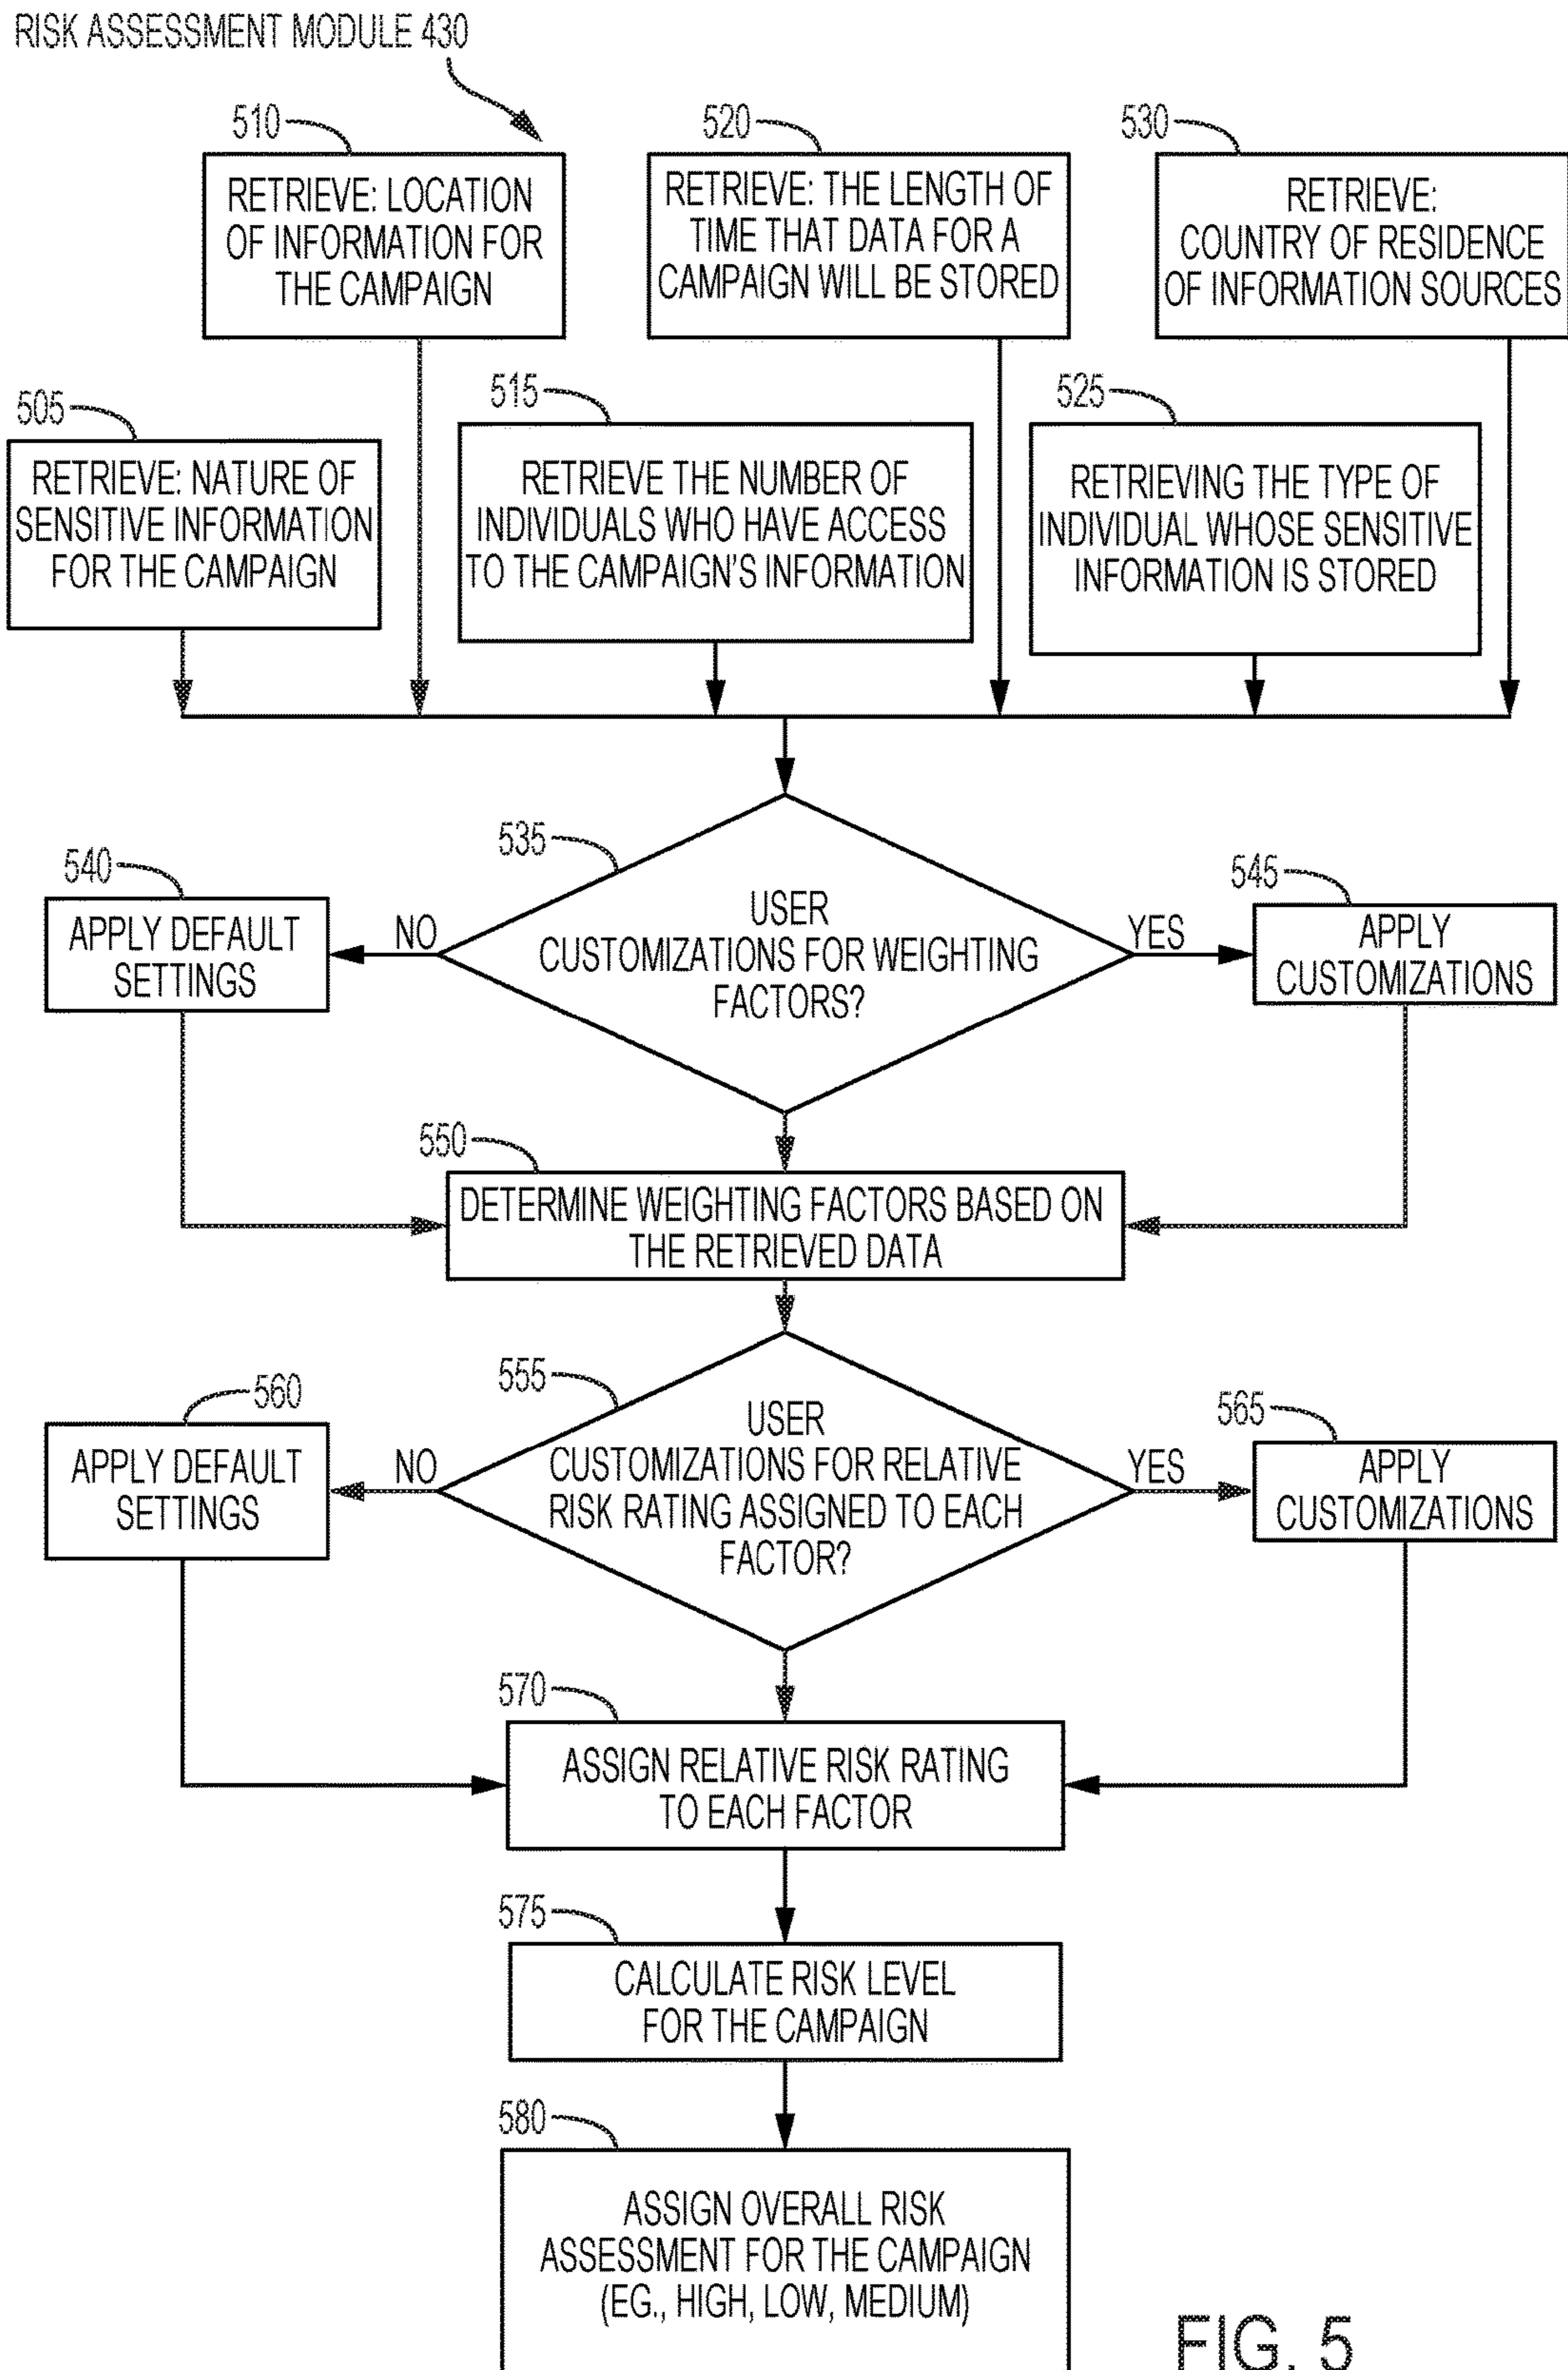 RISK ASSESSMENT MODULE 430
510
RETRIEVE: LOCATION
OF INFORMATION FOR
THE CAMPAIGN
520
RETRIEVE: THE LENGTH OF
TIME THAT DATA FOR A
CAMPAIGN WILL BE STORED
530
RETRIEVE:
COUNTRY OF RESIDENCE
OF INFORMATION SOURCES
505
RETRIEVE: NATURE OF
SENSITIVE INFORMATION
FOR THE CAMPAIGN
515
RETRIEVE THE NUMBER OF
INDIVIDUALS WHO HAVE ACCESS
TO THE CAMPAIGN'S INFORMATION
525
RETRIEVING THE TYPE OF
INDIVIDUAL WHOSE SENSITIVE
INFORMATION IS STORED
535
USER
CUSTOMIZATIONS FOR WEIGHTING
FACTORS?
540
NO
APPLY DEFAULT
SETTINGS
545
YES
APPLY
CUSTOMIZATIONS
550
DETERMINE WEIGHTING FACTORS BASED ON
THE RETRIEVED DATA
555
USER
CUSTOMIZATIONS FOR RELATIVE
RISK RATING ASSIGNED TO EACH
FACTOR?
560
NO
APPLY DEFAULT
SETTINGS
565
YES
APPLY
CUSTOMIZATIONS
570
ASSIGN RELATIVE RISK RATING
TO EACH FACTOR
575
CALCULATE RISK LEVEL
FOR THE CAMPAIGN
580
ASSIGN OVERALL RISK
ASSESSMENT FOR THE CAMPAIGN
(EG., HIGH, LOW, MEDIUM)
FIG. 5